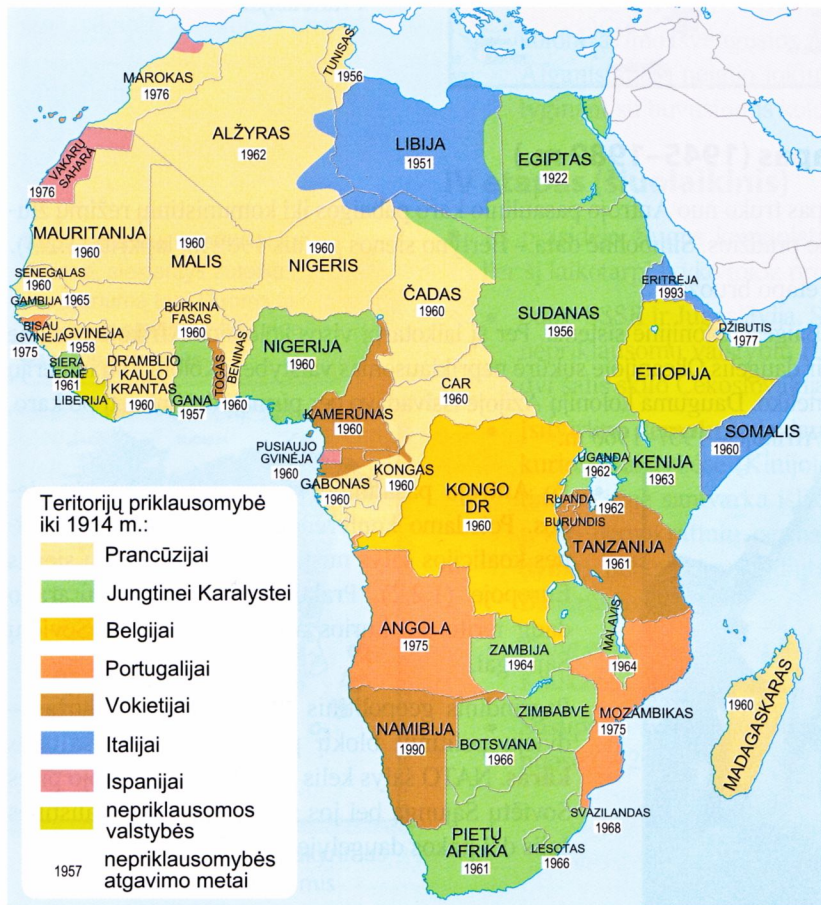 MAROKAS
1976
TUNISAS
1956
ALŽYRAS
1962
LIBIJA
1951
EGIPTAS
1922
VAKARŲ
SAHARA
1976
MAURITANIJA
1960
1960
MALIS
1960
NIGERIS
ČADAS
1960
SUDANAS
1956
ERITRĖJA
1993
DŽIBUTIS
1977
SENEGALAS
1960
GAMBIJA 1965
BISAU
GVINĖJA
1975
GVINĖJA
1958
SIERA
LEONĖ
1961
LIBERIJA
BURKINA
FASAS
1960
DRAMBLIO
KAULO
KRANTAS
1960
GANA
1957
TOGAS
1960
BENINAS
NIGERIJA
1960
KAMERŪNAS
1960
CAR
1960
ETIOPIJA
SOMALIS
1960
PUSIAUJO
GVINĖJA
1960
GABONAS
1960
KONGAS
1960
KONGO
DR
1960
UGANDA
1962
KENIJA
1963
RUANDA
1962
BURUNDIS
TANZANIJA
1961
ANGOLA
1975
ZAMBIJA
1964
MALAVIS
1964
MOZAMBIKAS
1975
ZIMBABVĖ
NAMIBIJA
1990
BOTSVANA
1966
1960
MADAGASKARAS
SVAZILANDAS
1968
LESOTAS
1966
PIETŲ
AFRIKA
1961
Teritorijų priklausomybė
iki 1914 m.:
Prancūzijai
Jungtinei Karalystei
Belgijai
Portugalijai
Vokietijai
Italijai
Ispanijai
nepriklausomos
valstybės
1957 nepriklausomybės
atgavimo metai